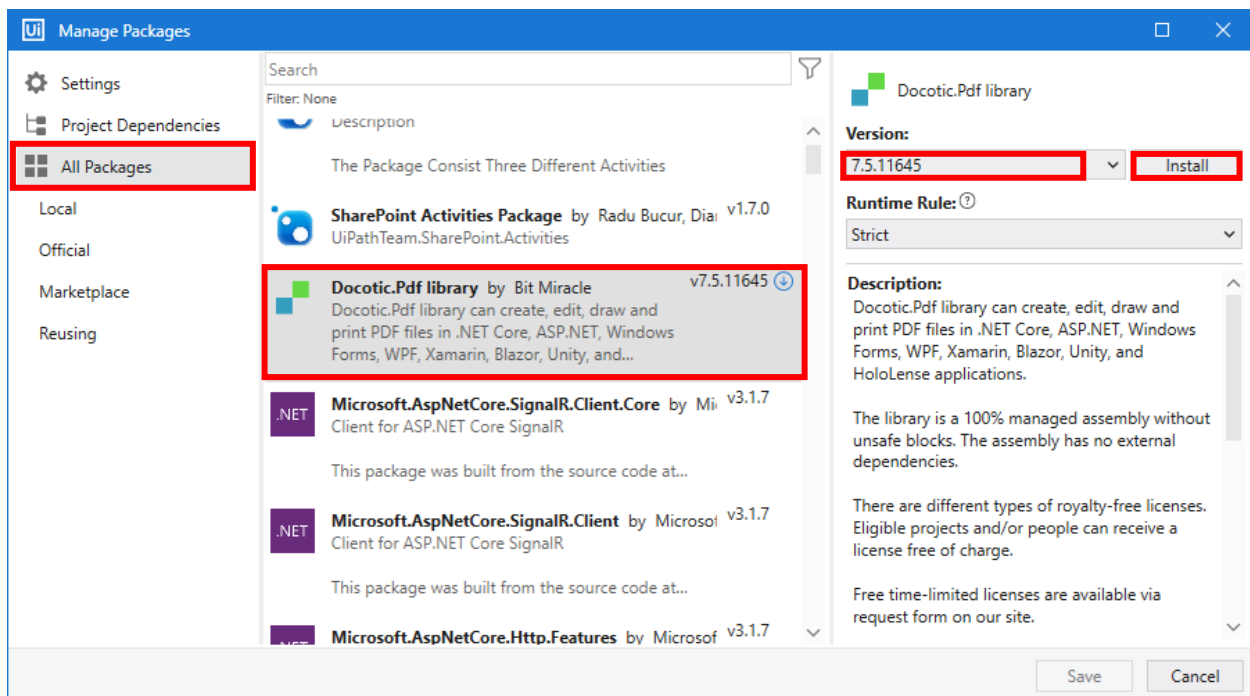 Ui Manage Packages
Settings
Project Dependencies
All Packages
Local
Official
Marketplace
Reusing
Search
Filter: None
Description
The Package Consist Three Different Activities
SharePoint Activities Package by Radu Bucur, Dia v1.7.0
UiPathTeam.SharePoint.Activities
Docotic.Pdf library by Bit Miracle v7.5.11645
Docotic.Pdf library can create, edit, draw and
print PDF files in .NET Core, ASP.NET, Windows
Forms, WPF, Xamarin, Blazor, Unity, and...
.NET
Microsoft.AspNetCore.SignalR.Client.Core by Mi v3.1.7
Client for ASP.NET Core SignalR
This package was built from the source code at...
.NET
Microsoft.AspNetCore.SignalR.Client by Microsof v3.1.7
Client for ASP.NET Core SignalR
This package was built from the source code at...
Microsoft.AspNetCore.Http.Features by Microsof v3.1.7
Docotic.Pdf library
Version:
7.5.11645
Install
Runtime Rule: ?
Strict
Description:
Docotic.Pdf library can create, edit, draw and
print PDF files in .NET Core, ASP.NET, Windows
Forms, WPF, Xamarin, Blazor, Unity, and
HoloLense applications.
The library is a 100% managed assembly without
unsafe blocks. The assembly has no external
dependencies.
There are different types of royalty-free licenses.
Eligible projects and/or people can receive a
license free of charge.
Free time-limited licenses are available via
request form on our site.
Save
Cancel